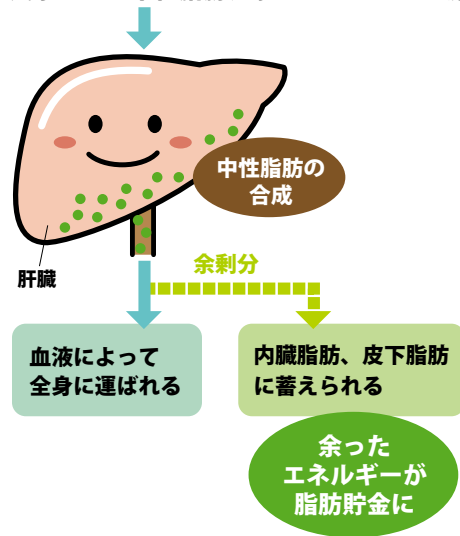 中性脂肪の
合成
肝臓
余剰分
血液によって
全身に運ばれる
内臓脂肪、皮下脂肪
に蓄えられる
余った
エネルギーが
脂肪貯金に